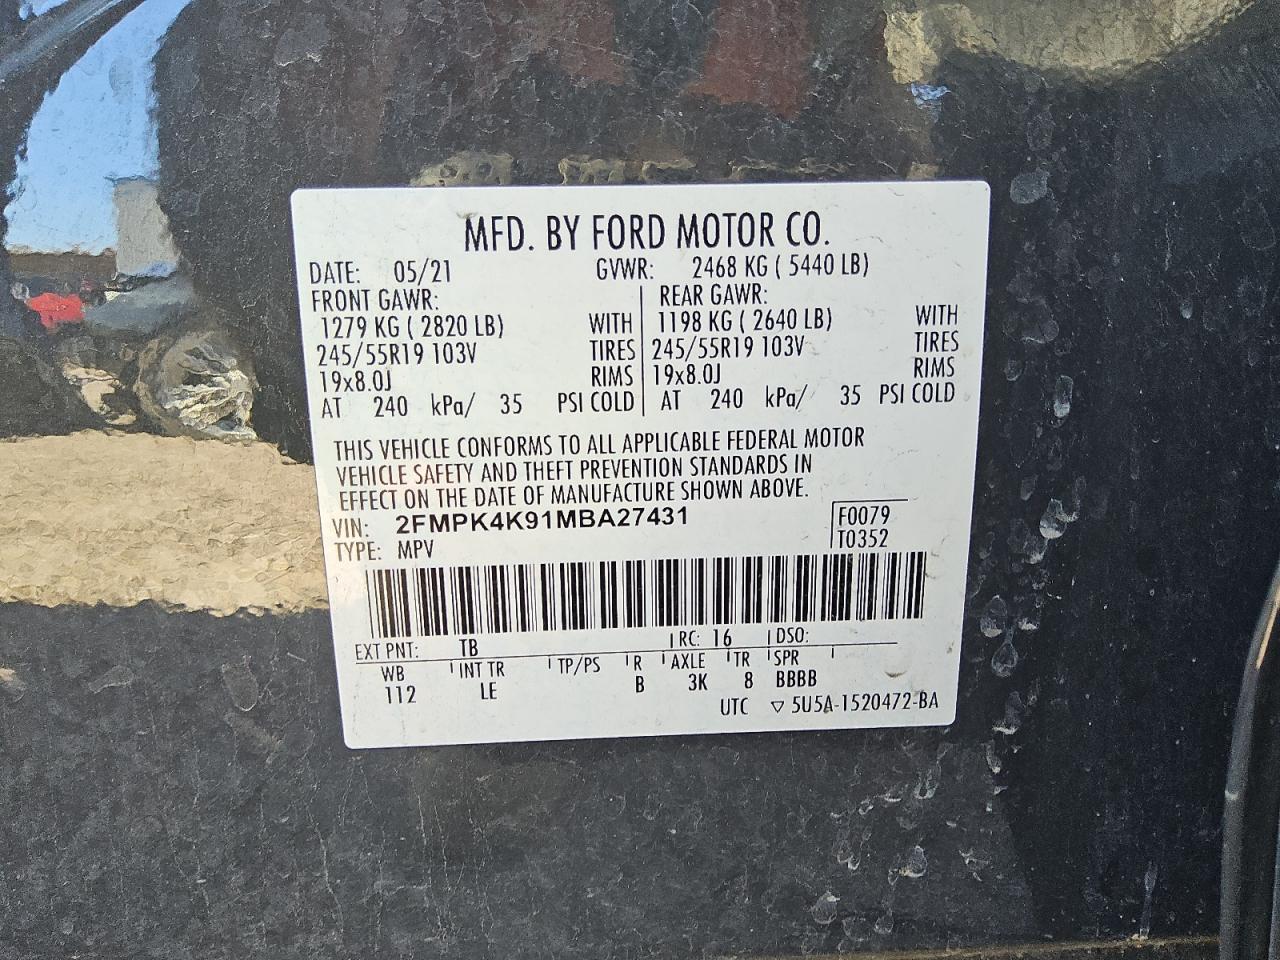 MFD. BY FORD MOTOR CO.
DATE: 05/21 GVWR: 2468 KG ( 5440 LB)
FRONT GAWR: REAR GAWR:
1279 KG ( 2820 LB) WITH 1198 KG ( 2640 LB) WITH
245/55R19 103V TIRES 245/55R19 103V TIRES
19x8.0J RIMS 19x8.0J RIMS
AT 240 kPa/ 35 PSI COLD AT 240 kPa/ 35 PSI COLD
THIS VEHICLE CONFORMS TO ALL APPLICABLE FEDERAL MOTOR
VEHICLE SAFETY AND THEFT PREVENTION STANDARDS IN
EFFECT ON THE DATE OF MANUFACTURE SHOWN ABOVE.
VIN: 2FMPK4K91MBA27431 F0079
TYPE: MPV T0352
EXT PNT: TB RC: 16 DSO:
WB INT TR TP/PS R AXLE TR SPR
112 LE B 3K 8 BBBB
UTC ▽ 5U5A-1520472-BA